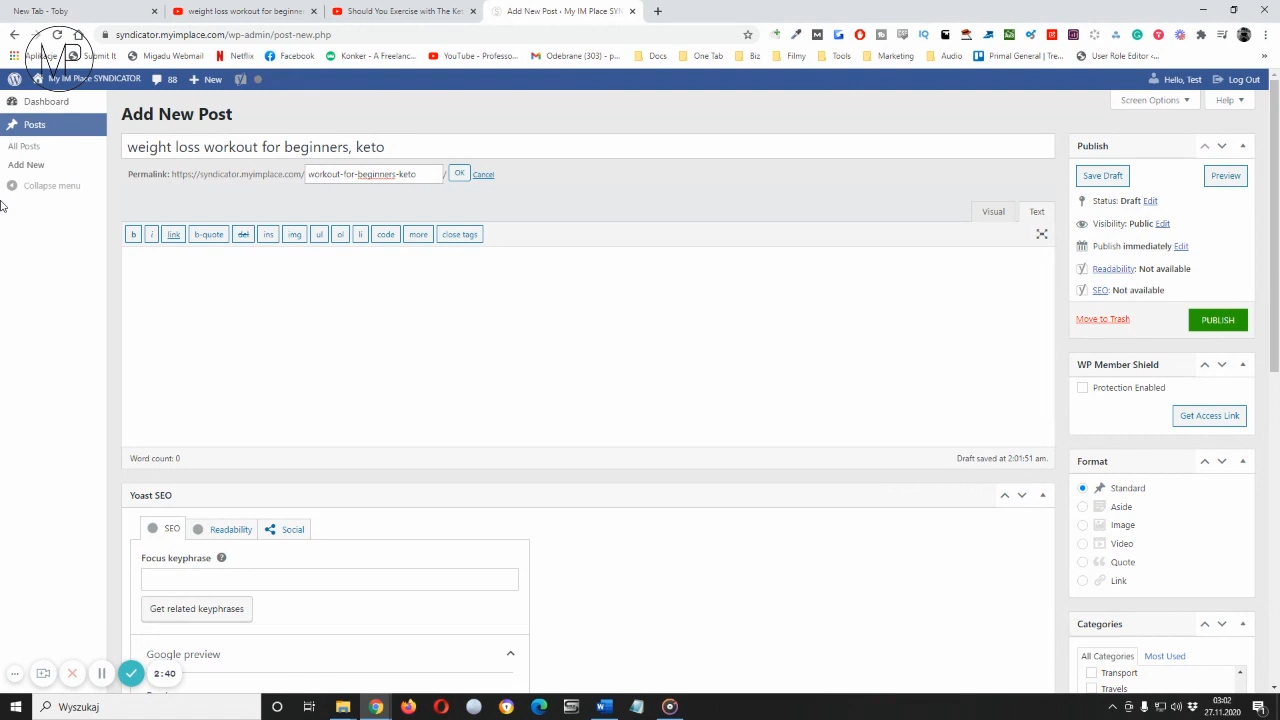 New Tab - Toby
weight loss workout for beginner
Should You Exercise with The Ket
Add New Post ‹ My IM Place SYN
syndicator.myimplace.com/wp-admin/post-new.php
Aplikacje
Submit It
Migadu Webmail
Netflix
Facebook
Konker - A Freelanc...
YouTube - Professo...
Odebrane (303) - p...
Docs
One Tab
Biz
Filmy
Tools
Marketing
Audio
Primal General | Tre...
User Role Editor ‹...
My IM Place SYNDICATOR
88
New
Hello, Test
Log Out
Dashboard
Posts
All Posts
Add New
Collapse menu
Screen Options
Help
Add New Post
weight loss workout for beginners, keto
Permalink: https://syndicator.myimplace.com/ workout-for-beginners-keto / OK Cancel
Visual
Text
b
i
link
b-quote
del
ins
img
ul
ol
li
code
more
close tags
Word count: 0
Draft saved at 2:01:51 am.
Yoast SEO
SEO
Readability
Social
Focus keyphrase
Get related keyphrases
Google preview
Publish
Save Draft
Preview
Status: Draft Edit
Visibility: Public Edit
Publish immediately Edit
Readability: Not available
SEO: Not available
Move to Trash
PUBLISH
WP Member Shield
Protection Enabled
Get Access Link
Format
Standard
Aside
Image
Video
Quote
Link
Categories
All Categories
Most Used
Transport
Travels
2:40
Wyszukaj
03:02
27.11.2020